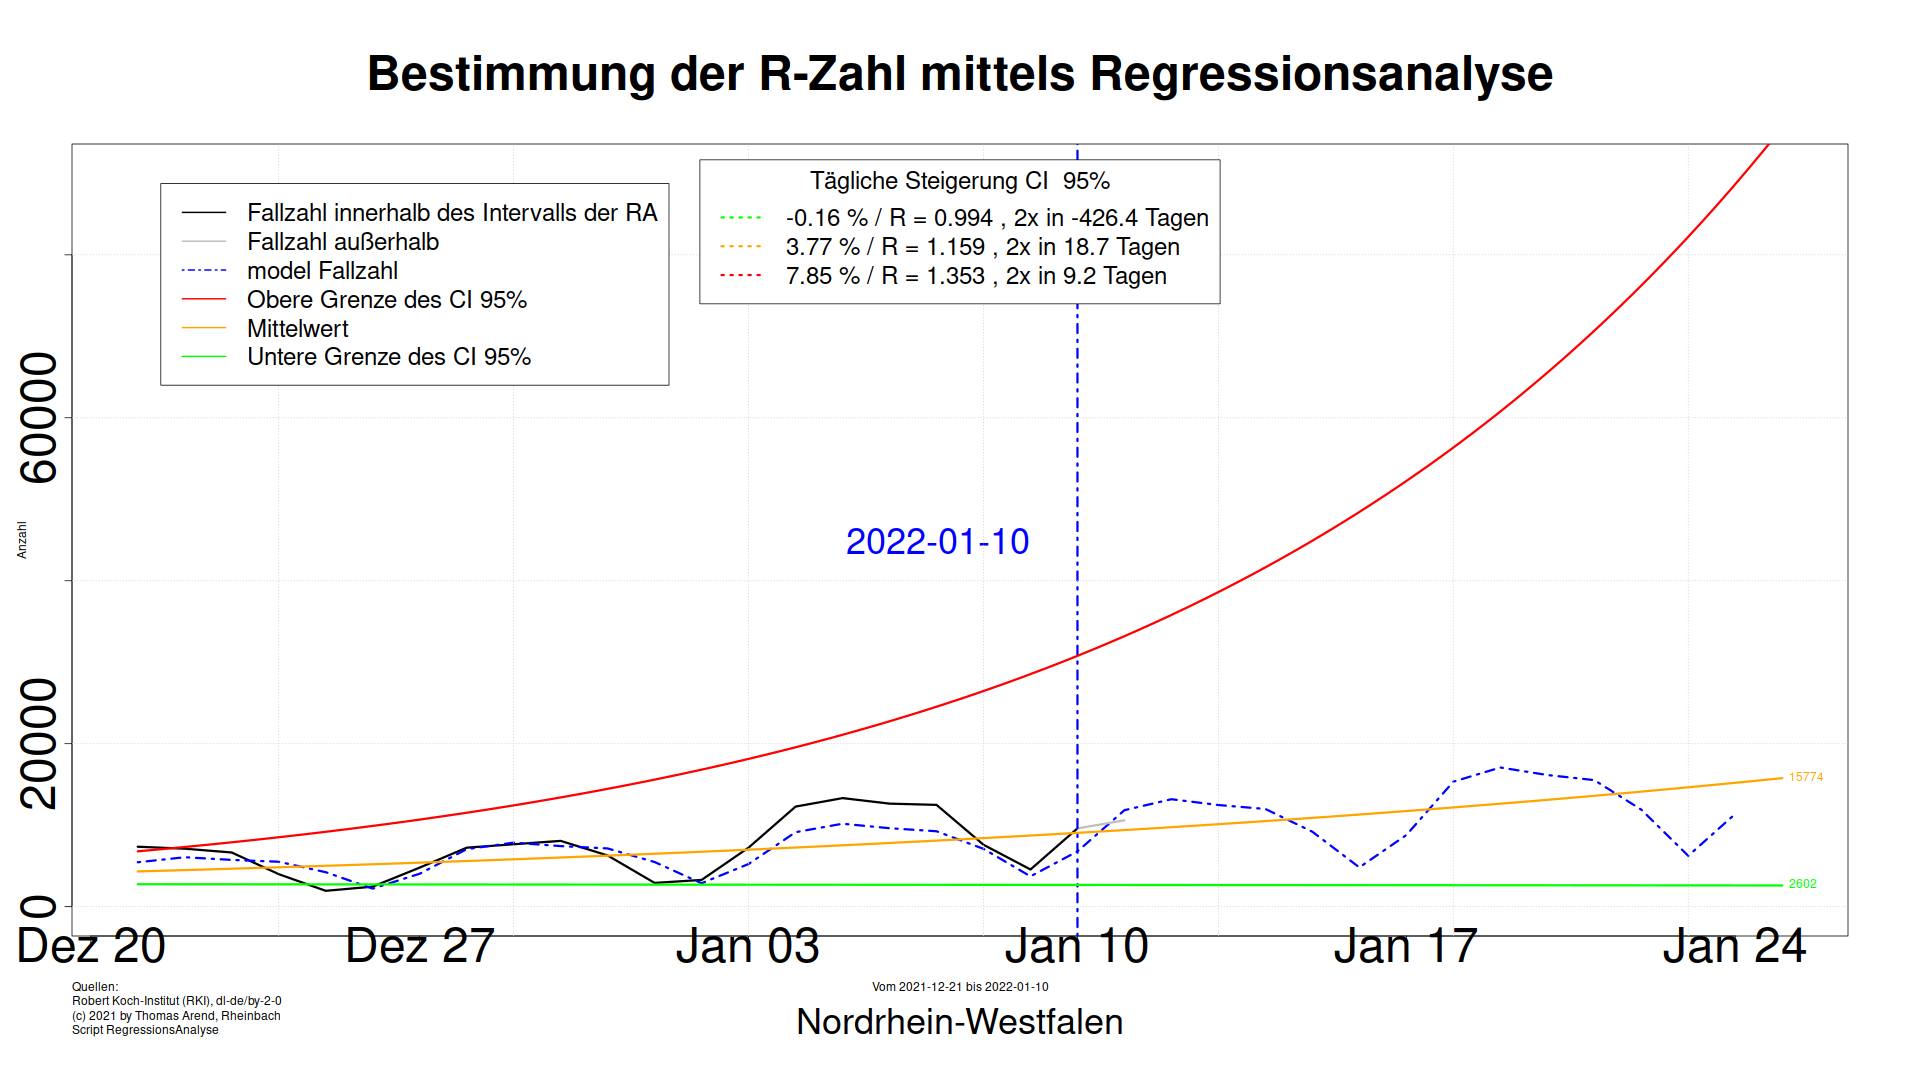 Bestimmung der R-Zahl mittels Regressionsanalyse
Fallzahl innerhalb des Intervalls der RA
Fallzahl außerhalb
model Fallzahl
Obere Grenze des CI 95%
Mittelwert
Untere Grenze des CI 95%
Tägliche Steigerung CI  95%
-0.16 % / R = 0.994 , 2x in -426.4 Tagen
3.77 % / R = 1.159 , 2x in 18.7 Tagen
7.85 % / R = 1.353 , 2x in 9.2 Tagen
60000
20000
0
Anzahl
2022-01-10
15774
2602
Dez 20
Dez 27
Jan 03
Jan 10
Jan 17
Jan 24
Quellen:
Robert Koch-Institut (RKI), dl-de/by-2-0
(c) 2021 by Thomas Arend, Rheinbach
Script RegressionsAnalyse
Vom 2021-12-21 bis 2022-01-10
Nordrhein-Westfalen